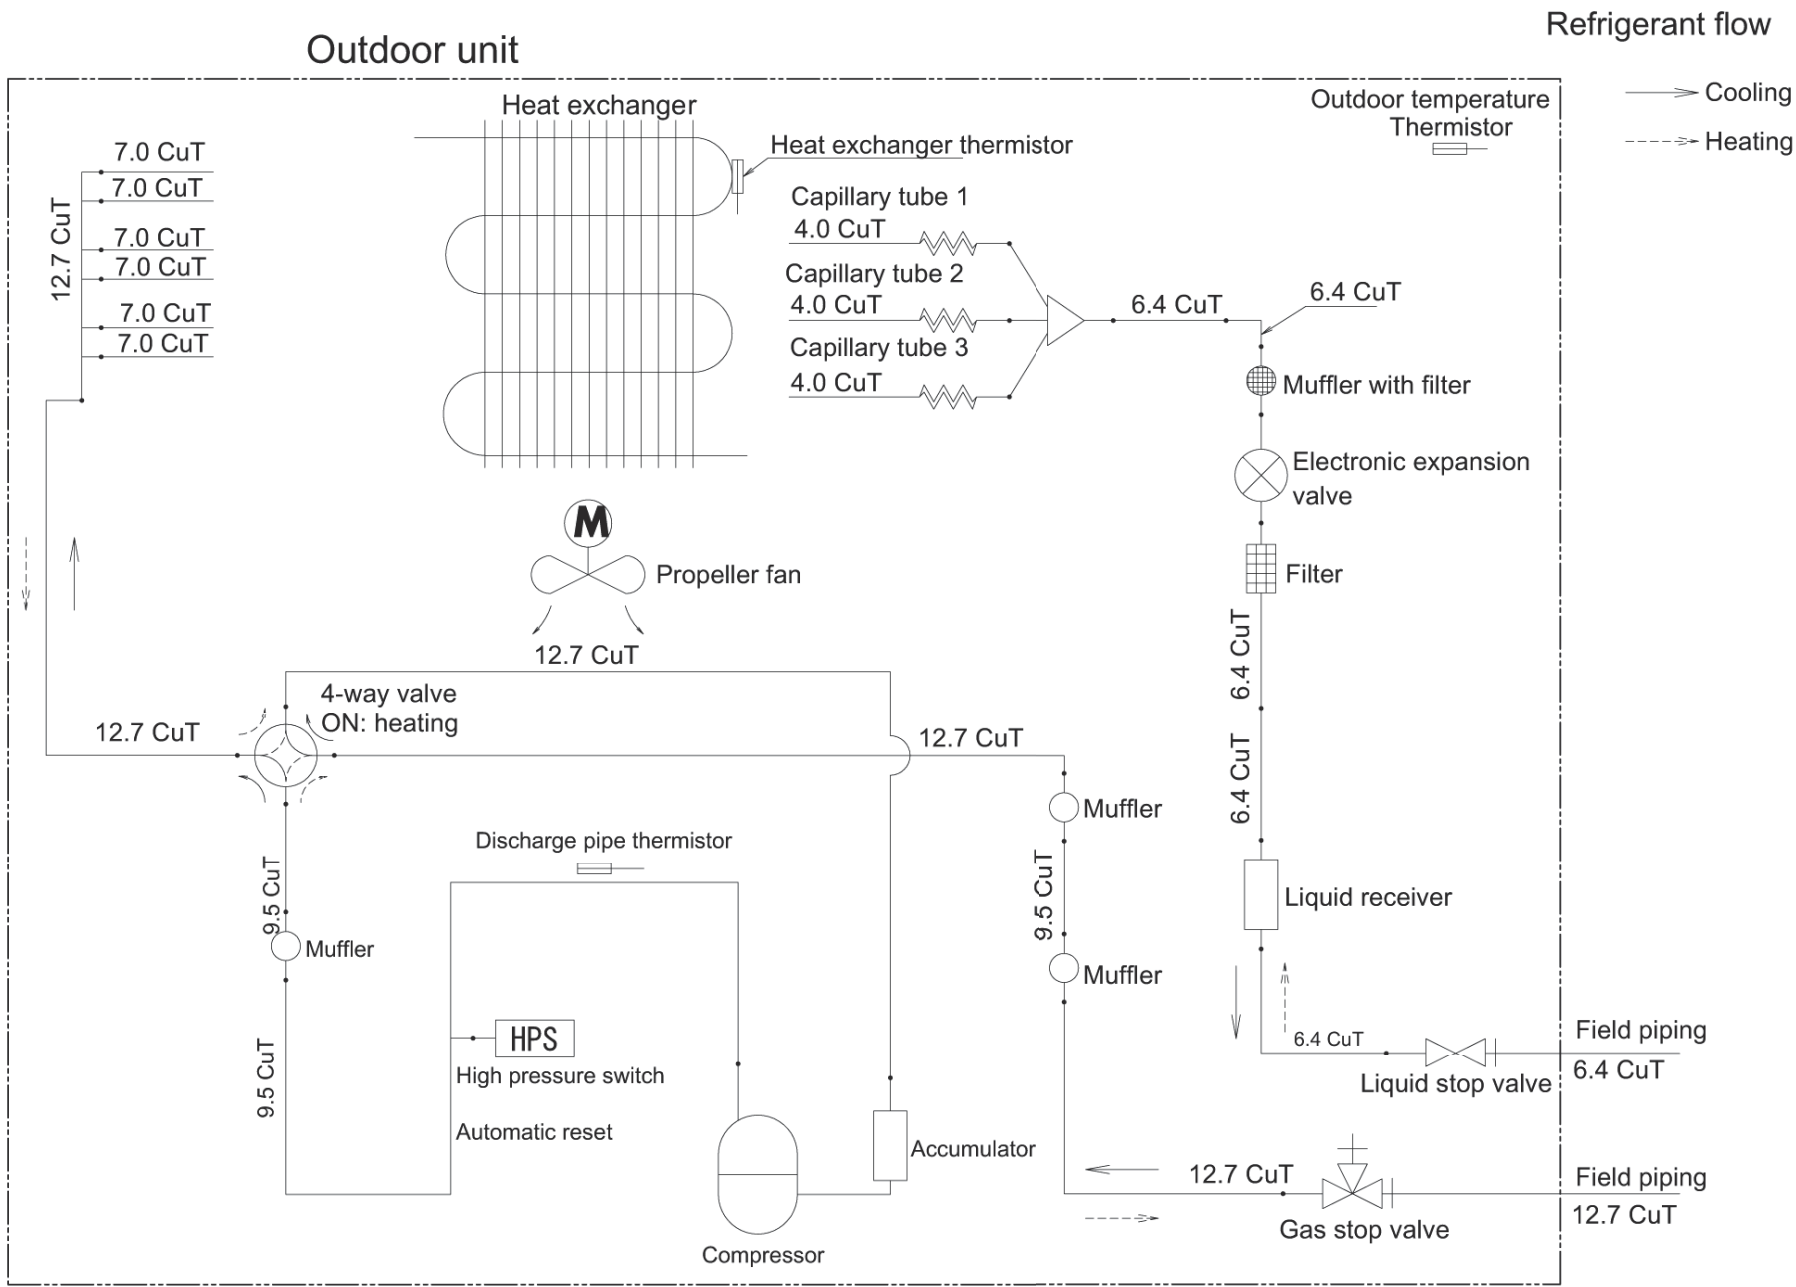 Refrigerant flow
Cooling
Heating
Outdoor unit
Heat exchanger
Outdoor temperature
Thermistor
Heat exchanger thermistor
7.0 CuT
7.0 CuT
7.0 CuT
7.0 CuT
7.0 CuT
7.0 CuT
12.7 CuT
Capillary tube 1
4.0 CuT
Capillary tube 2
4.0 CuT
Capillary tube 3
4.0 CuT
6.4 CuT
6.4 CuT
Muffler with filter
Electronic expansion
valve
Filter
M
Propeller fan
6.4 CuT
6.4 CuT
12.7 CuT
4-way valve
ON: heating
12.7 CuT
12.7 CuT
Muffler
Discharge pipe thermistor
9.5 CuT
9.5 CuT
Liquid receiver
Muffler
Muffler
HPS
High pressure switch
9.5 CuT
Automatic reset
6.4 CuT
Field piping
6.4 CuT
Liquid stop valve
Accumulator
12.7 CuT
Field piping
12.7 CuT
Gas stop valve
Compressor